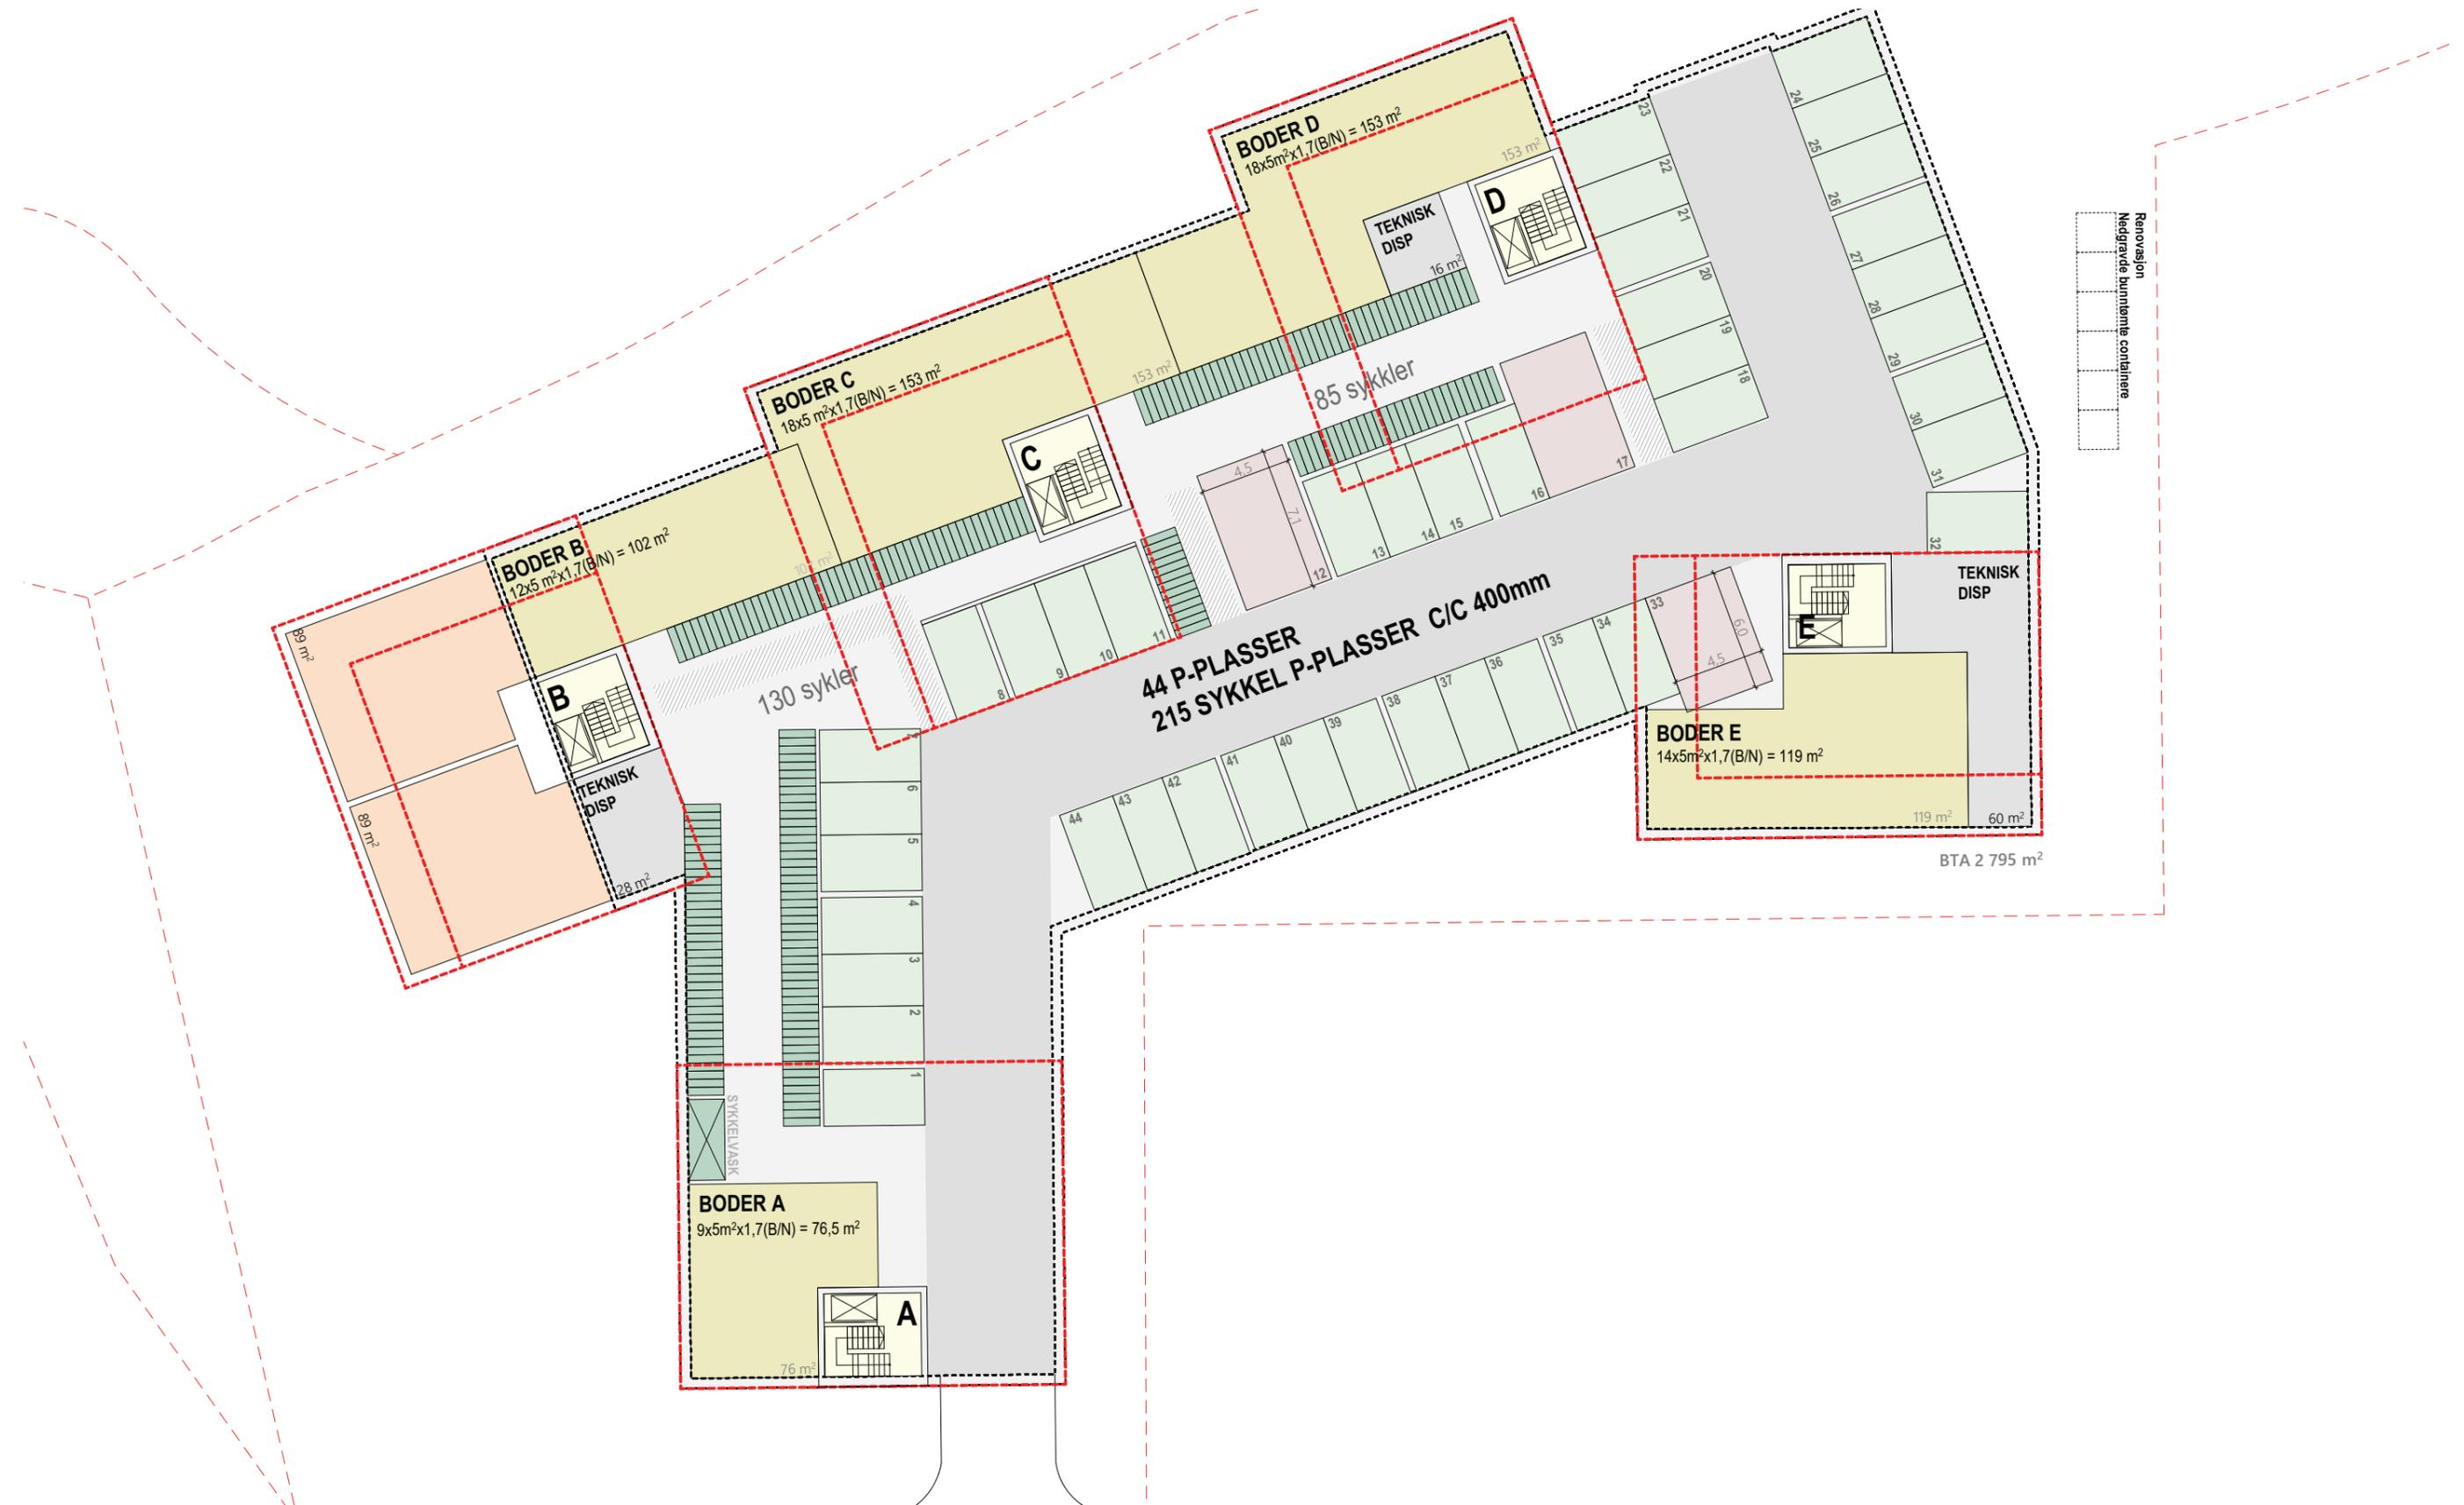 BODER D
18x5m²x1,7(B/N) = 153 m²
153 m²
D
TEKNISK
DISP
16 m²
BODER C
18x5 m²x1,7(B/N) = 153 m²
153 m²
C
85 sykkler
BODER B
12x5 m²x1,7(B/N) = 102 m²
B
TEKNISK
DISP
28 m²
89 m²
89 m²
130 sykler
44 P-PLASSER
215 SYKKEL P-PLASSER C/C 400mm
4.5
7.1
Renovasjon
Nedgravde bunntømte containere
TEKNISK
DISP
E
6.0
4.5
BODER E
14x5m²x1,7(B/N) = 119 m²
119 m²
60 m²
BTA 2 795 m²
SYKKELVASK
BODER A
9x5m²x1,7(B/N) = 76,5 m²
A
76 m²
1
2
3
4
5
6
7
8
9
10
11
12
13
14
15
16
17
18
19
20
21
22
23
24
25
26
27
28
29
30
31
32
33
34
35
36
37
38
39
40
41
42
43
44